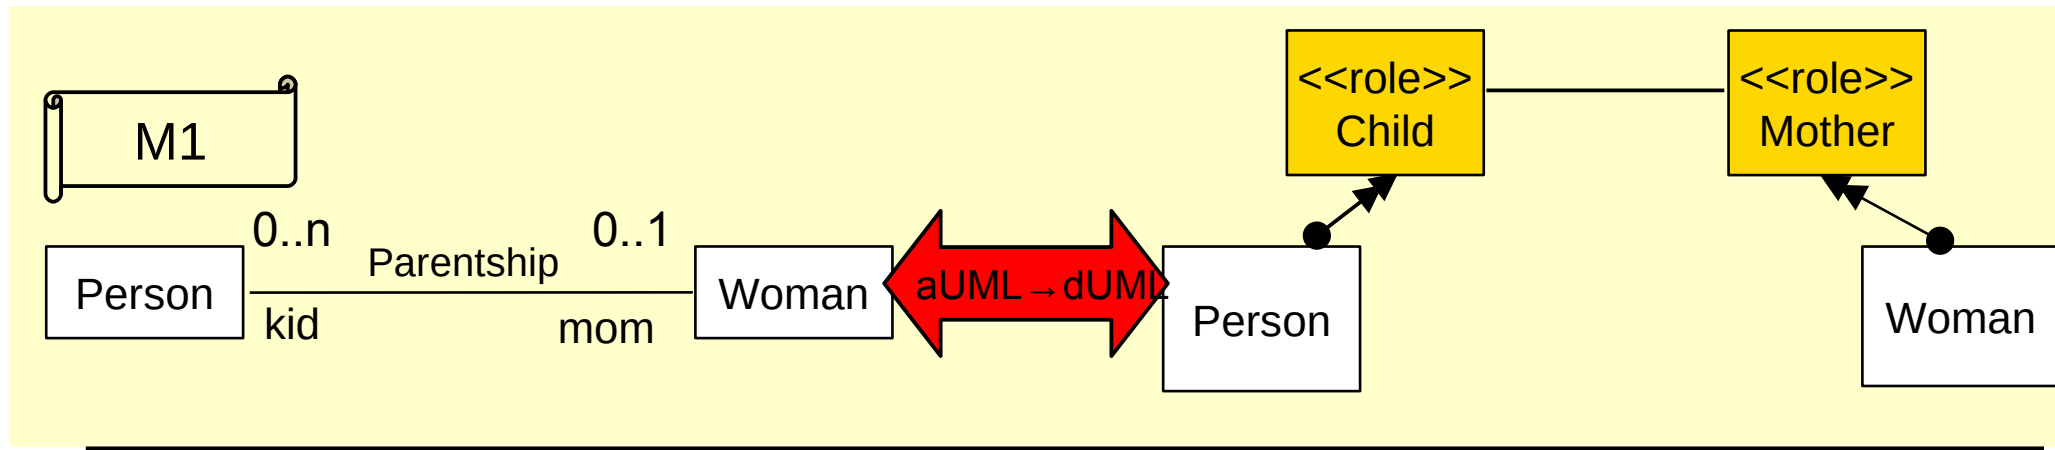 M1
0..n
0..1
Parentship
Person
Woman
kid
mom
aUML→dUML
<<role>>
Child
<<role>>
Mother
Person
Woman